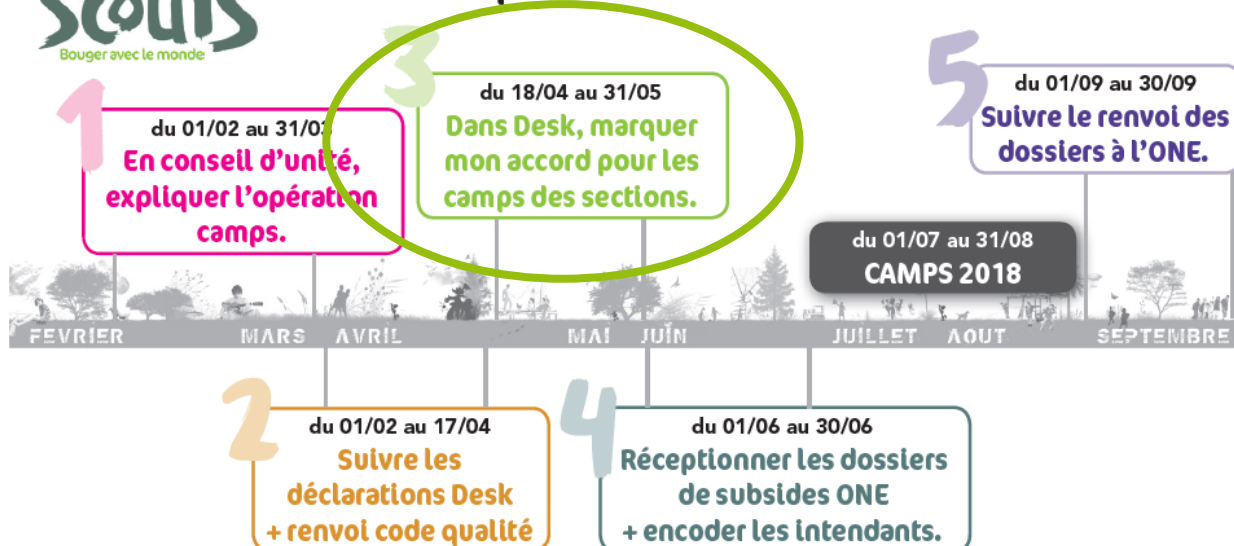 SCOUTS
Bouger avec le monde
1
du 01/02 au 31/03
En conseil d'unité,
expliquer l'opération
camps.
3
du 18/04 au 31/05
Dans Desk, marquer
mon accord pour les
camps des sections.
5
du 01/09 au 30/09
Suivre le renvoi des
dossiers à l'ONE.
du 01/07 au 31/08
CAMPS 2018
FEVRIER MARS AVRIL MAI JUIN JUILLET AOUT SEPTEMBRE
2
du 01/02 au 17/04
Suivre les
déclarations Desk
+ renvoi code qualité
4
du 01/06 au 30/06
Réceptionner les dossiers
de subsides ONE
+ encoder les intendants.